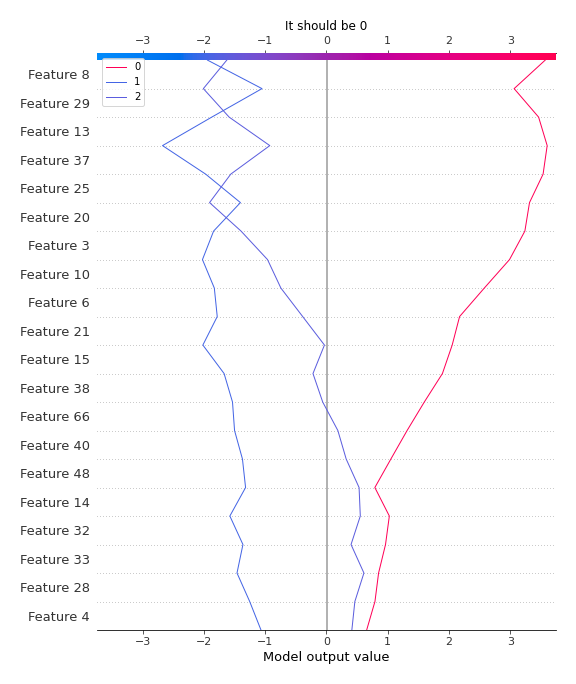 It should be 0
−3 −2 −1 0 1 2 3
0
1
2
Feature 8
Feature 29
Feature 13
Feature 37
Feature 25
Feature 20
Feature 3
Feature 10
Feature 6
Feature 21
Feature 15
Feature 38
Feature 66
Feature 40
Feature 48
Feature 14
Feature 32
Feature 33
Feature 28
Feature 4
−3 −2 −1 0 1 2 3
Model output value